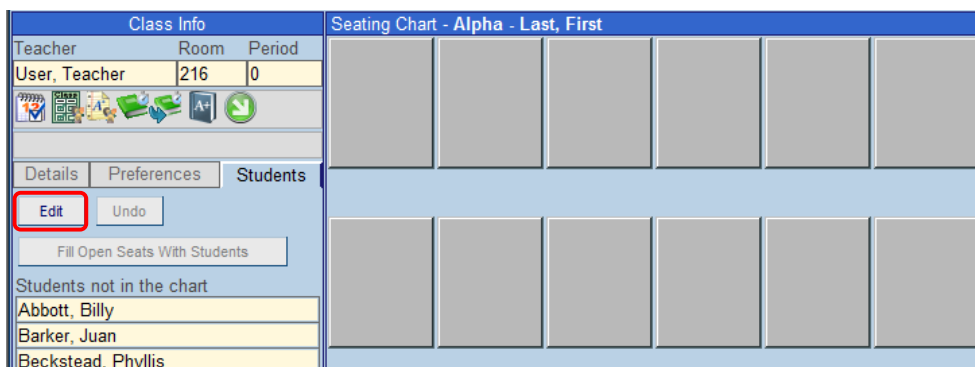 Class Info
Teacher Room Period
User, Teacher 216 0
Details Preferences Students
Edit Undo
Fill Open Seats With Students
Students not in the chart
Abbott, Billy
Barker, Juan
Beckstead, Phyllis
Seating Chart - Alpha - Last, First